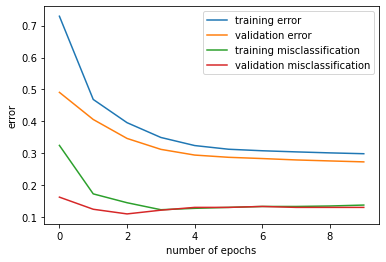 training error
validation error
training misclassification
validation misclassification
0.7
0.6
0.5
0.4
0.3
0.2
0.1
error
0 2 4 6 8
number of epochs